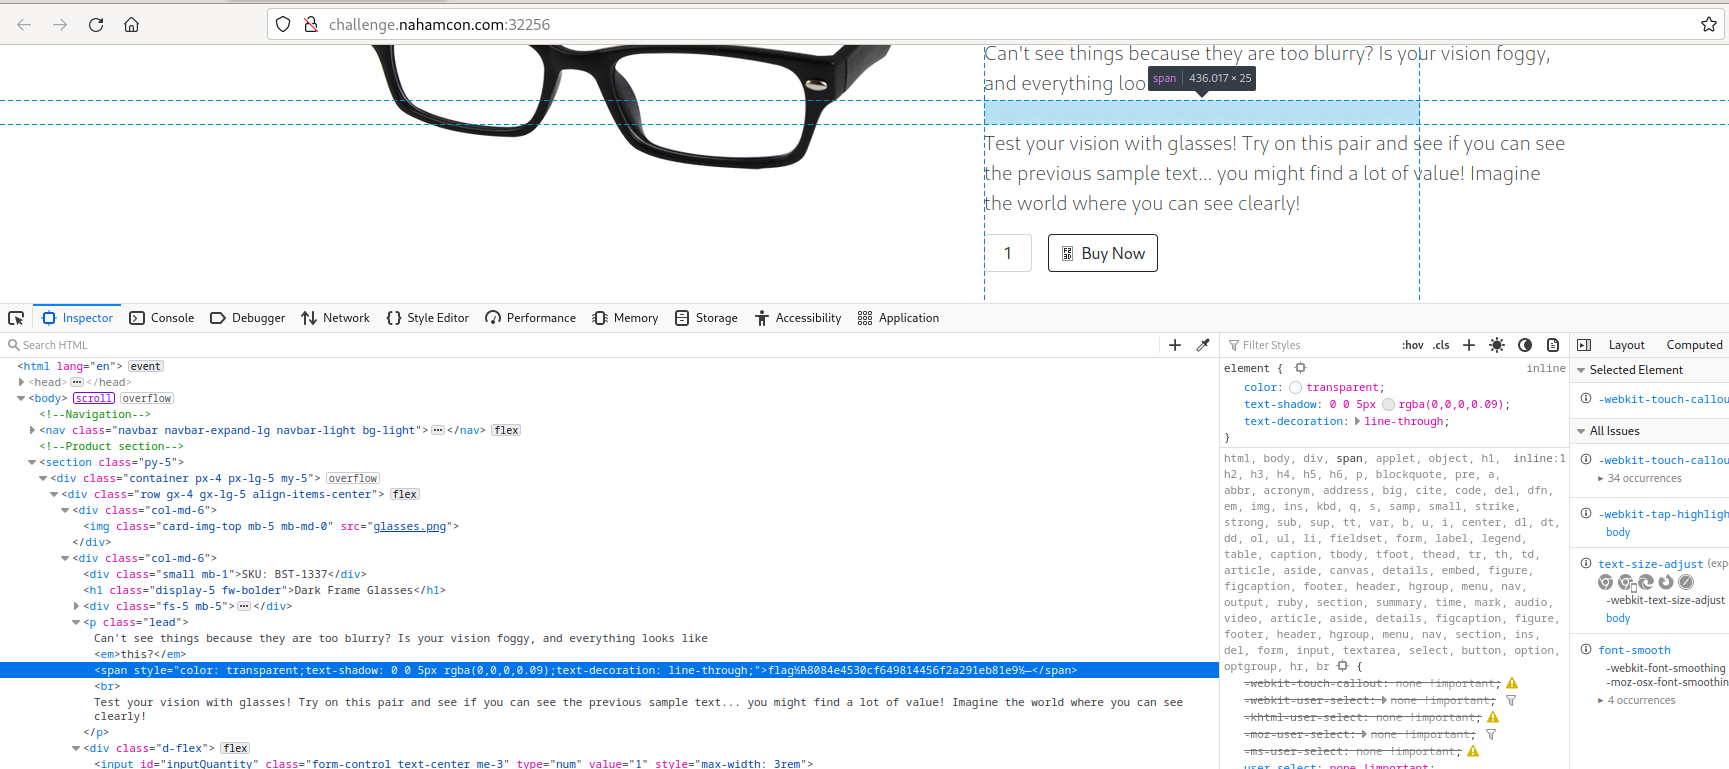 challenge.nahamcon.com:32256
Can't see things because they are too blurry? Is your vision foggy,
and everything loo
span 436.017 × 25
Test your vision with glasses! Try on this pair and see if you can see
the previous sample text... you might find a lot of value! Imagine
the world where you can see clearly!
1 Buy Now
Inspector Console Debugger Network Style Editor Performance Memory Storage Accessibility Application
Search HTML
<html lang="en"> event
<head> ••• </head>
<body> scroll overflow
<!--Navigation-->
<nav class="navbar navbar-expand-lg navbar-light bg-light"> ••• </nav> flex
<!--Product section-->
<section class="py-5">
<div class="container px-4 px-lg-5 my-5"> overflow
<div class="row gx-4 gx-lg-5 align-items-center"> flex
<div class="col-md-6">
<img class="card-img-top mb-5 mb-md-0" src="glasses.png">
</div>
<div class="col-md-6">
<div class="small mb-1">SKU: BST-1337</div>
<h1 class="display-5 fw-bolder">Dark Frame Glasses</h1>
<div class="fs-5 mb-5"> ••• </div>
<p class="lead">
Can't see things because they are too blurry? Is your vision foggy, and everything looks like
<em>this?</em>
<span style="color: transparent;text-shadow: 0 0 5px rgba(0,0,0,0.09);text-decoration: line-through;">
<br>
Test your vision with glasses! Try on this pair and see if you can see the previous sample text... you might find a lot of value! Imagine the world where you can see
clearly!
</p>
<div class="d-flex"> flex
<input id="inputQuantity" class="form-control text-center me-3" type="num" value="1" style="max-width: 3rem">
Filter Styles :hov .cls
element { inline
color: transparent;
text-shadow: 0 0 5px rgba(0,0,0,0.09);
text-decoration: line-through;
}
html, body, div, span, applet, object, h1, inline:1
h2, h3, h4, h5, h6, p, blockquote, pre, a,
abbr, acronym, address, big, cite, code, del, dfn,
em, img, ins, kbd, q, s, samp, small, strike,
strong, sub, sup, tt, var, b, u, i, center, dl, dt,
dd, ol, ul, li, fieldset, form, label, legend,
table, caption, tbody, tfoot, thead, tr, th, td,
article, aside, canvas, details, embed, figure,
figcaption, footer, header, hgroup, menu, nav,
output, ruby, section, summary, time, mark, audio,
video, article, aside, details, figcaption, figure,
footer, header, hgroup, menu, nav, section, ins,
del, form, input, textarea, select, button, option,
optgroup, hr, br {
-webkit-touch-callout: none !important;
-webkit-user-select: none !important;
-khtml-user-select: none !important;
-moz-user-select: none !important;
-ms-user-select: none !important;
user-select: none !important;
Layout Computed
Selected Element
-webkit-touch-callou
All Issues
-webkit-touch-callou
34 occurrences
-webkit-tap-highligh
body
text-size-adjust (exp
-webkit-text-size-adjust
body
font-smooth
-webkit-font-smoothing
-moz-osx-font-smoothin
4 occurrences